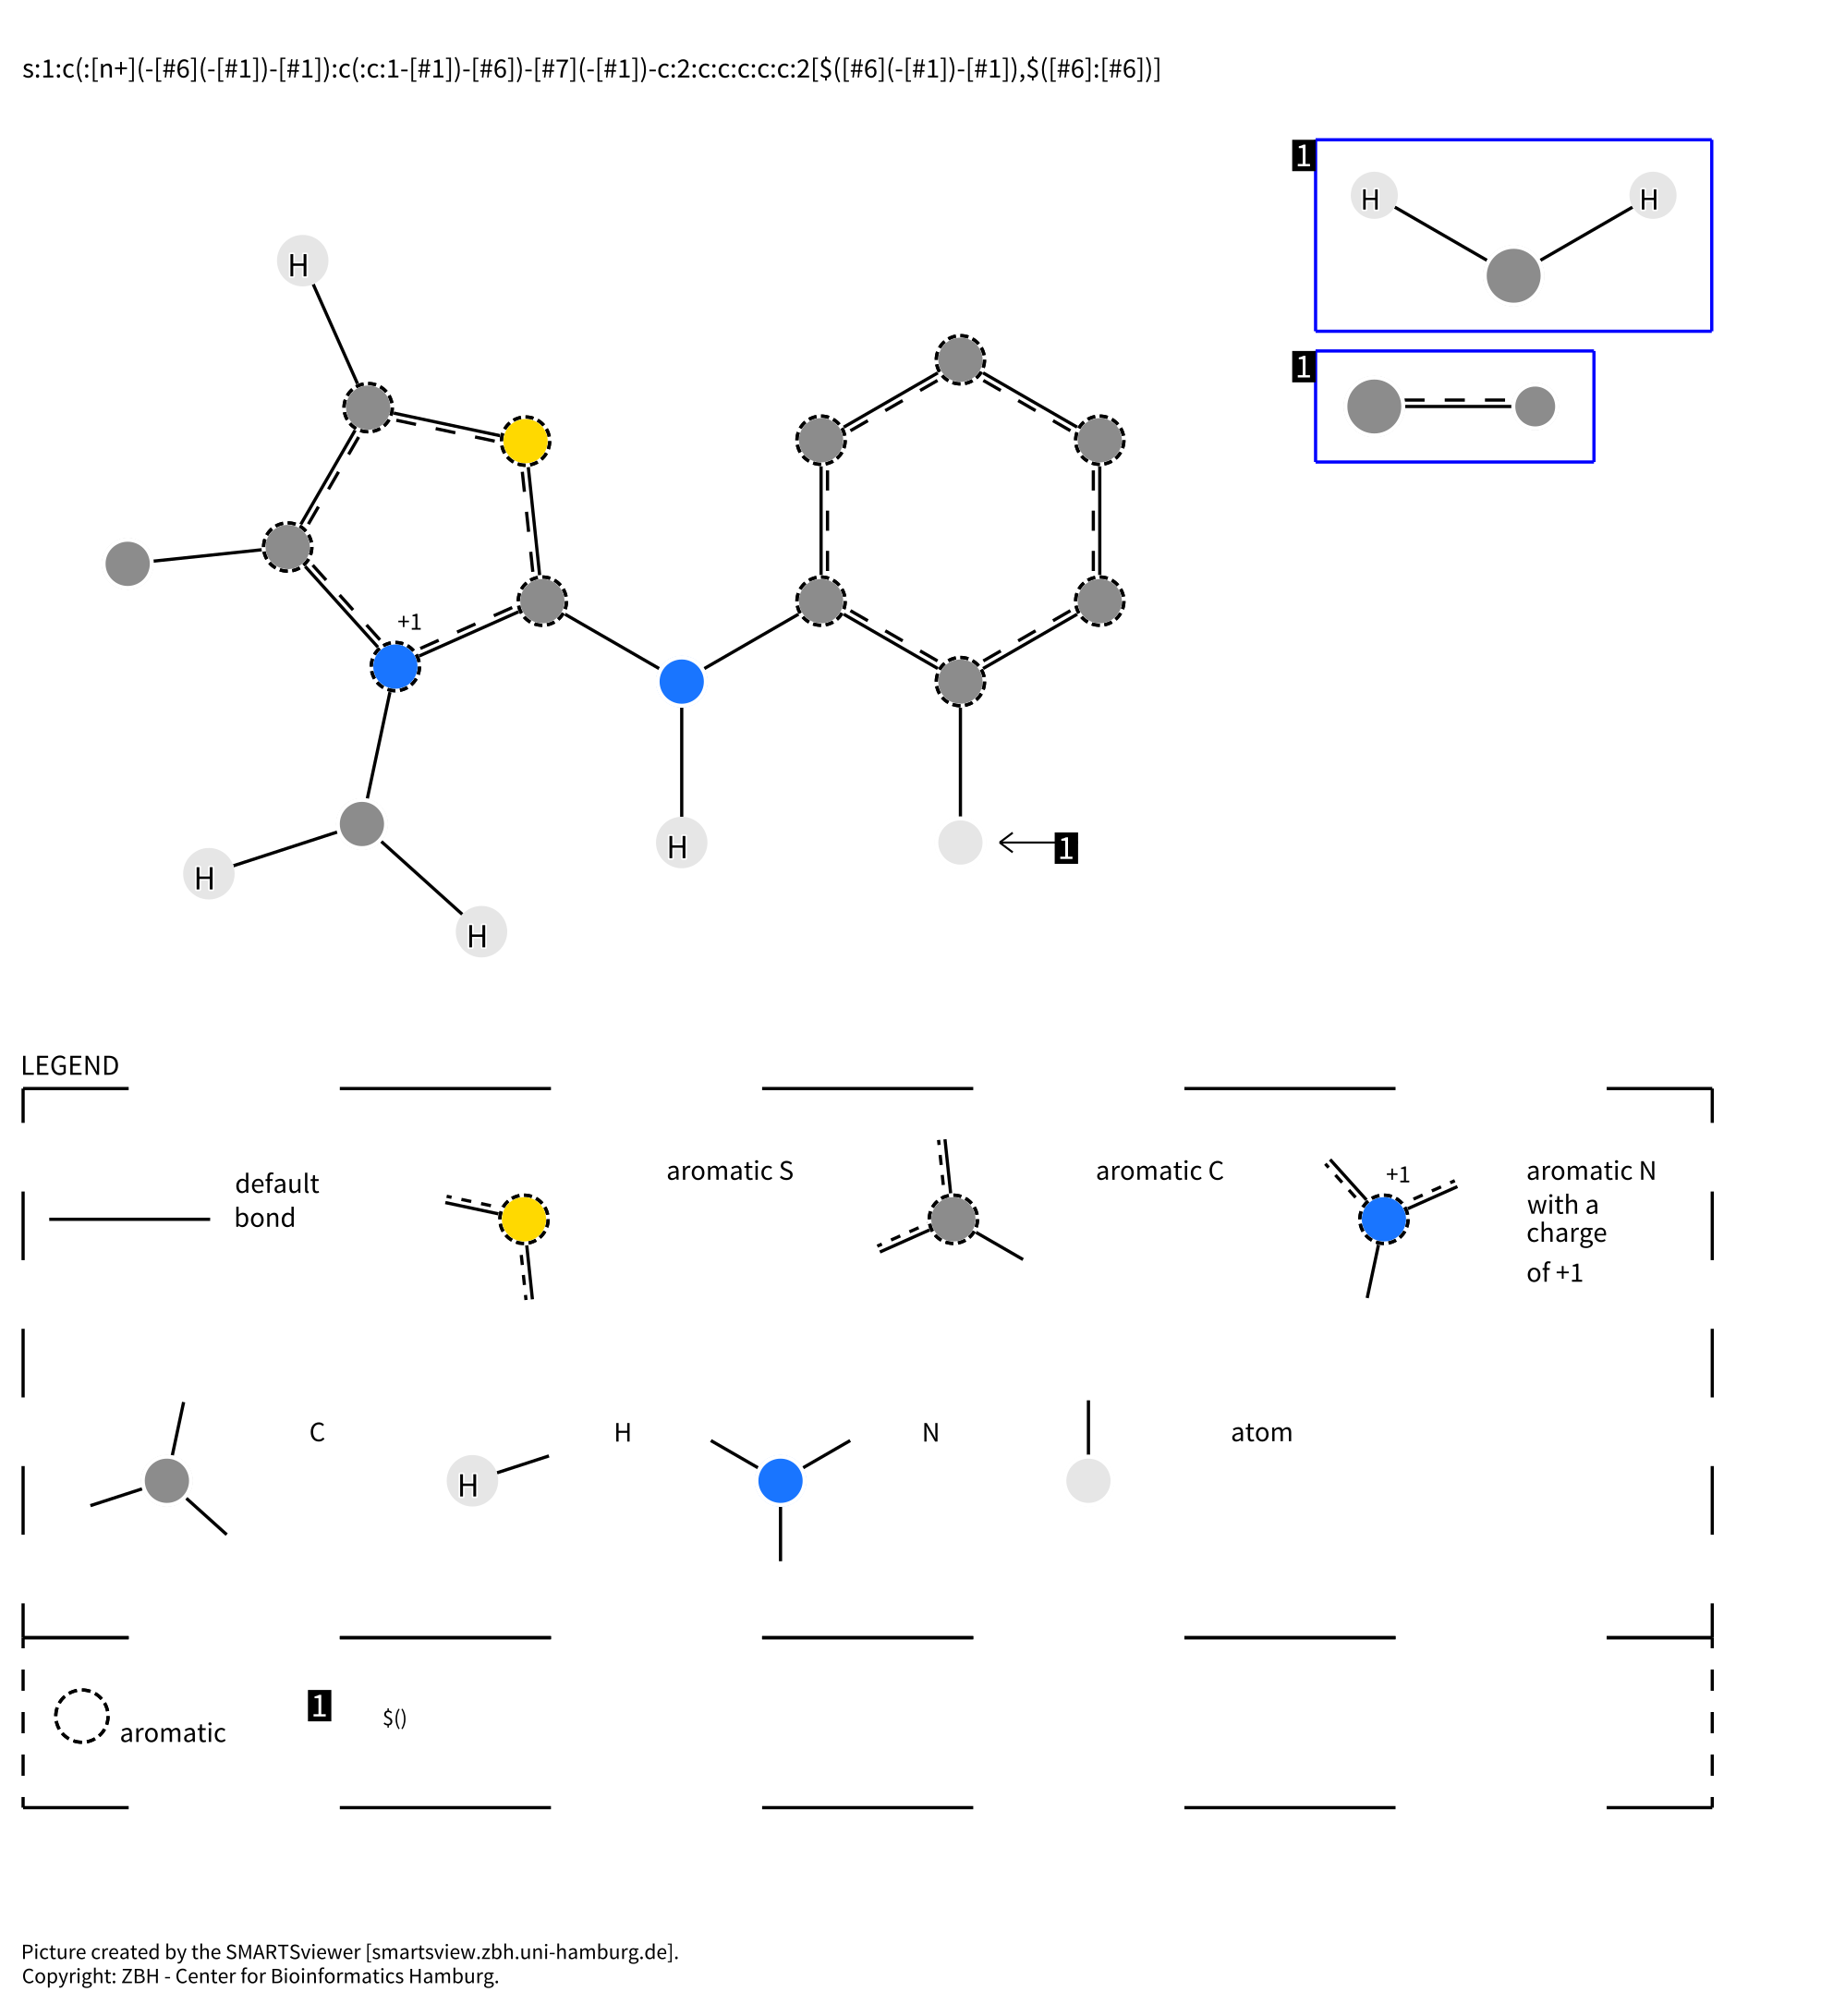 s:1:c(:[n+](-[#6](-[#1])-[#1]):c(:c:1-[#1])-[#6])-[#7](-[#1])-c:2:c:c:c:c:c:2[$([#6](-[#1])-[#1]),$([#6]:[#6])]
1
H
H
1
H
+1
H
H
H
1
LEGEND
default
bond
aromatic S
aromatic C
+1
aromatic N
with a
charge
of +1
C
H
H
N
atom
aromatic
1
$()
Picture created by the SMARTSviewer [smartsview.zbh.uni-hamburg.de].
Copyright: ZBH - Center for Bioinformatics Hamburg.